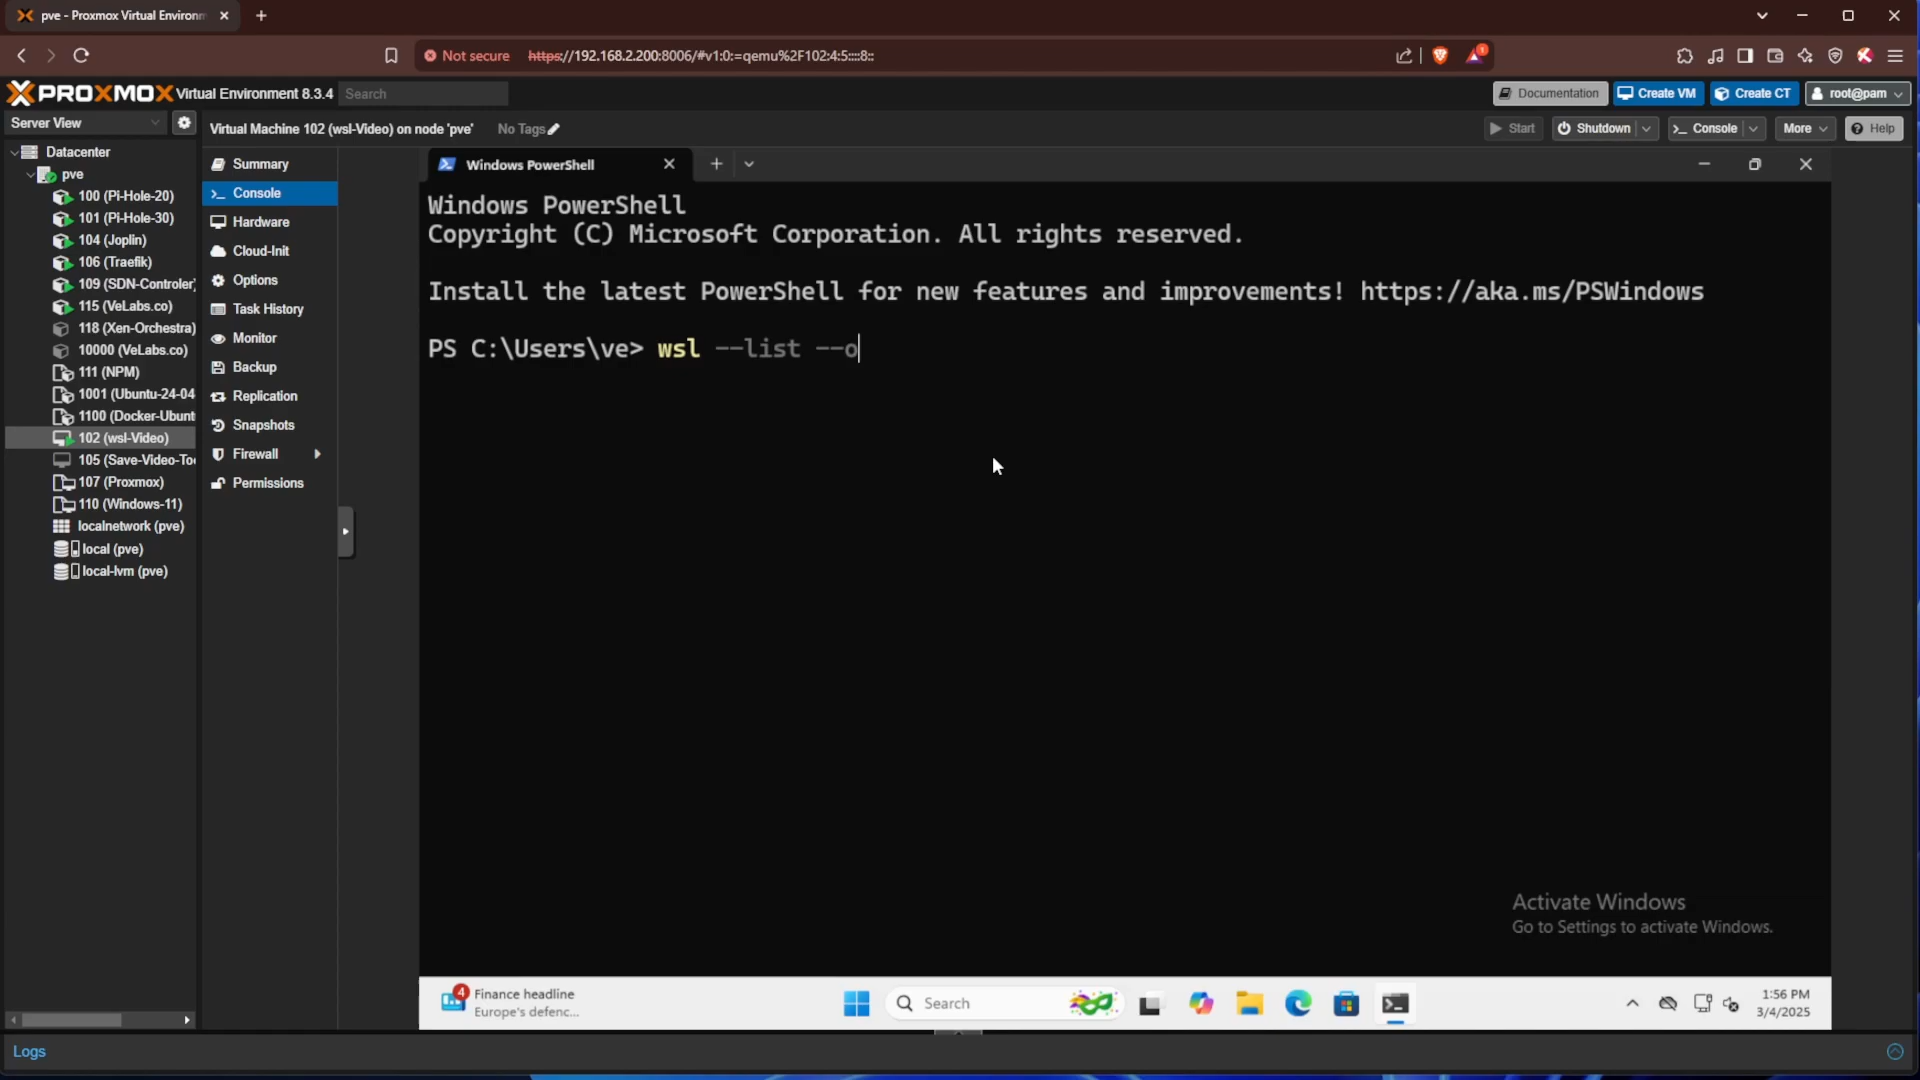 pve - Proxmox Virtual Environm
Not secure https://192.168.2.200:8006/#v1:0:=qemu%2F102:4:5::::8::
1
PROXMOX Virtual Environment 8.3.4 Search
Documentation Create VM Create CT root@pam
Server View
Virtual Machine 102 (wsl-Video) on node 'pve' No Tags
Start Shutdown Console More Help
Datacenter
pve
100 (Pi-Hole-20)
101 (Pi-Hole-30)
104 (Joplin)
106 (Traefik)
109 (SDN-Controler
115 (VeLabs.co)
118 (Xen-Orchestra)
10000 (VeLabs.co)
111 (NPM)
1001 (Ubuntu-24-04
1100 (Docker-Ubunt
102 (wsl-Video)
105 (Save-Video-To
107 (Proxmox)
110 (Windows-11)
localnetwork (pve)
local (pve)
local-lvm (pve)
Summary
Console
Hardware
Cloud-Init
Options
Task History
Monitor
Backup
Replication
Snapshots
Firewall
Permissions
Windows PowerShell
Windows PowerShell
Copyright (C) Microsoft Corporation. All rights reserved.
Install the latest PowerShell for new features and improvements! https://aka.ms/PSWindows
PS C:\Users\ve> wsl --list --o
Activate Windows
Go to Settings to activate Windows.
4
Finance headline
Europe's defenc...
Search
1:56 PM
3/4/2025
Logs